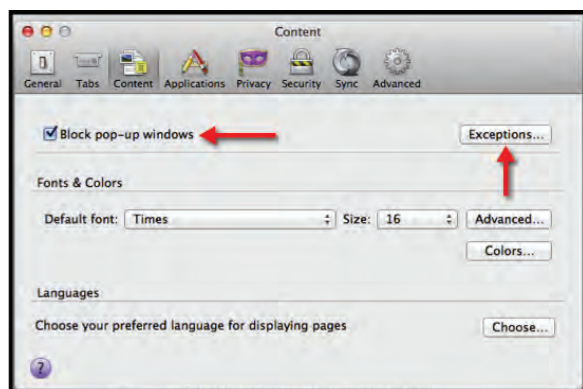 Content
General Tabs Content Applications Privacy Security Sync Advanced
Block pop-up windows Exceptions...
Fonts & Colors
Default font: Times Size: 16 Advanced...
Colors...
Languages
Choose your preferred language for displaying pages Choose...
?